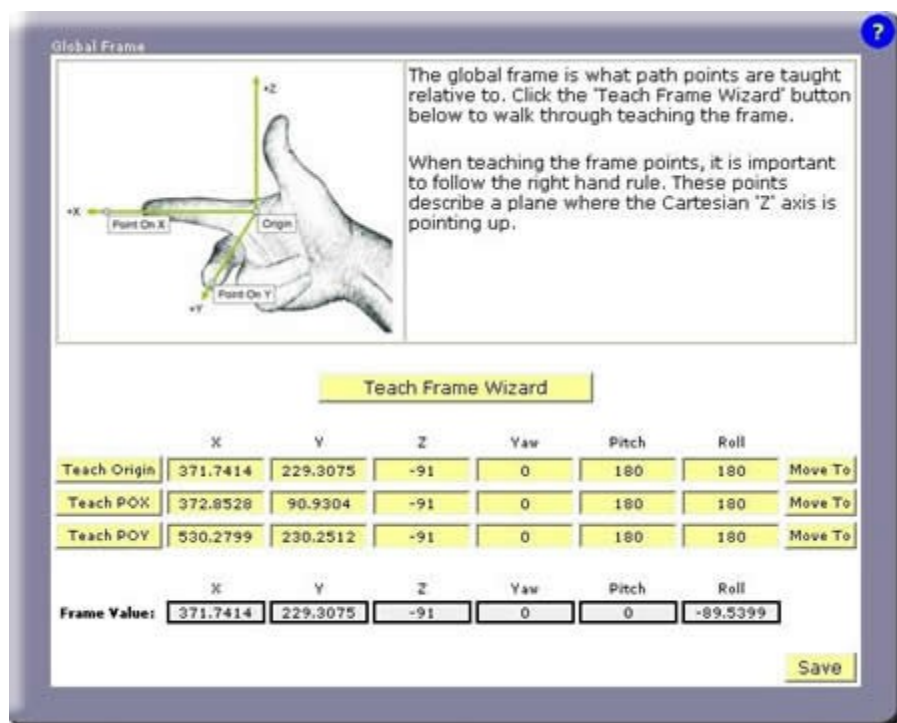 ?
Global Frame
+Z
+X
Point On X
Origin
Point On Y
+Y
The global frame is what path points are taught
relative to. Click the 'Teach Frame Wizard' button
below to walk through teaching the frame.
When teaching the frame points, it is important
to follow the right hand rule. These points
describe a plane where the Cartesian 'Z' axis is
pointing up.
Teach Frame Wizard
X Y Z Yaw Pitch Roll
Teach Origin 371.7414 229.3075 -91 0 180 180 Move To
Teach POX 372.8528 90.9304 -91 0 180 180 Move To
Teach POY 530.2799 230.2512 -91 0 180 180 Move To
X Y Z Yaw Pitch Roll
Frame Value: 371.7414 229.3075 -91 0 0 -89.5399
Save